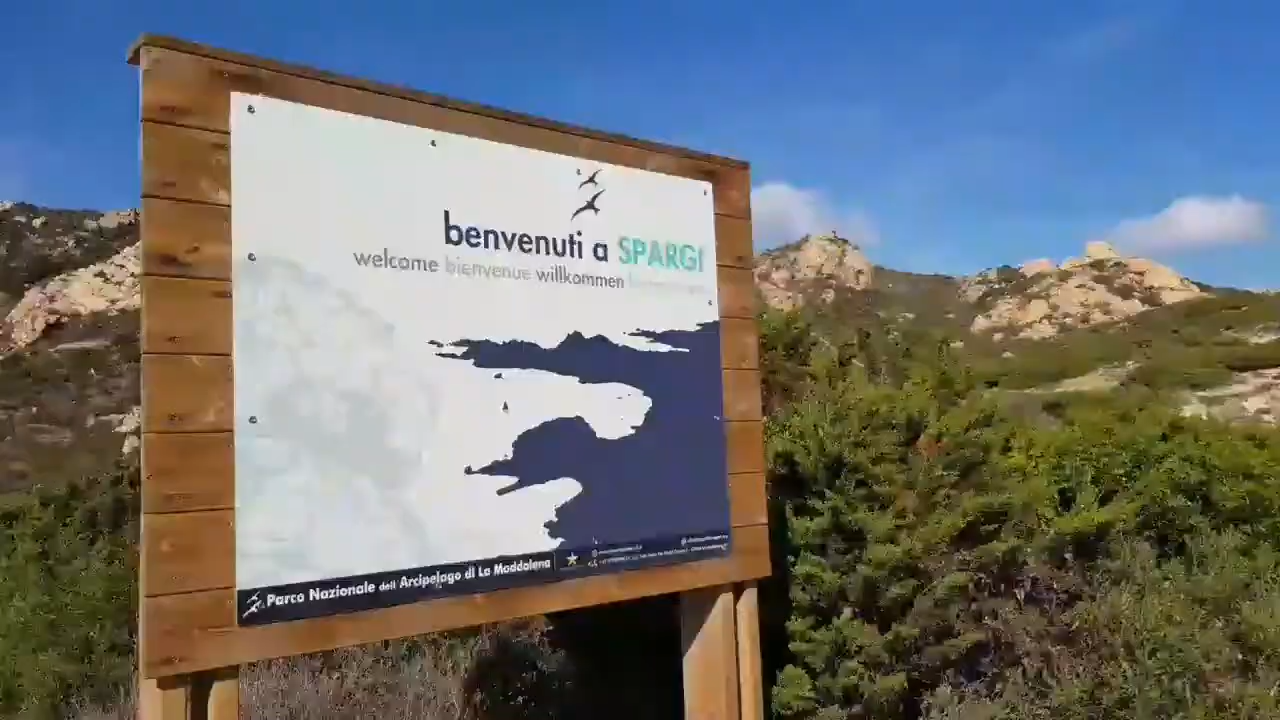 benvenuti a SPARGI
welcome bienvenue willkommen
Parco Nazionale dell'Arcipelago di La Maddalena